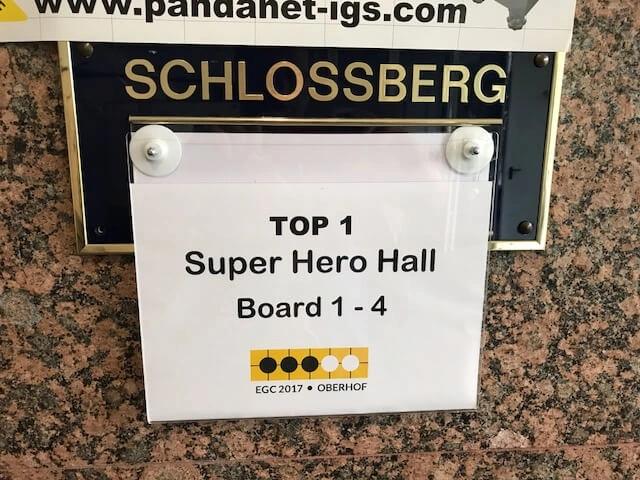 www.pandanet-igs.com
SCHLOSSBERG
TOP 1
Super Hero Hall
Board 1 - 4
EGC 2017 ● OBERHOF